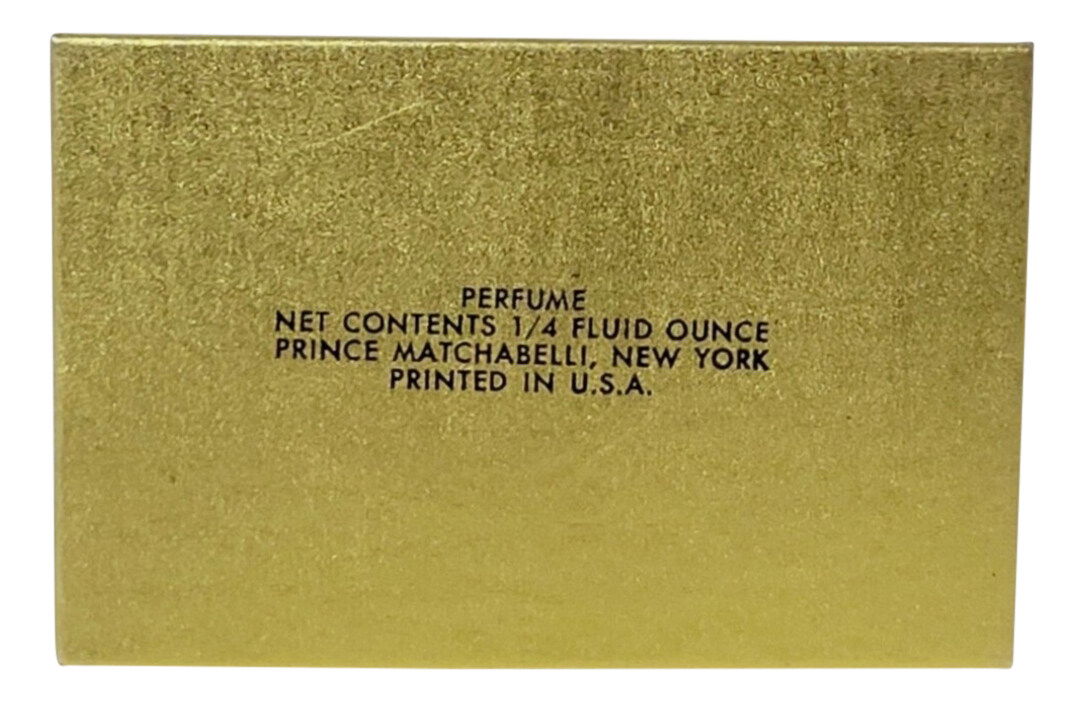 PERFUME
NET CONTENTS 1/4 FLUID OUNCE
PRINCE MATCHABELLI, NEW YORK
PRINTED IN U.S.A.